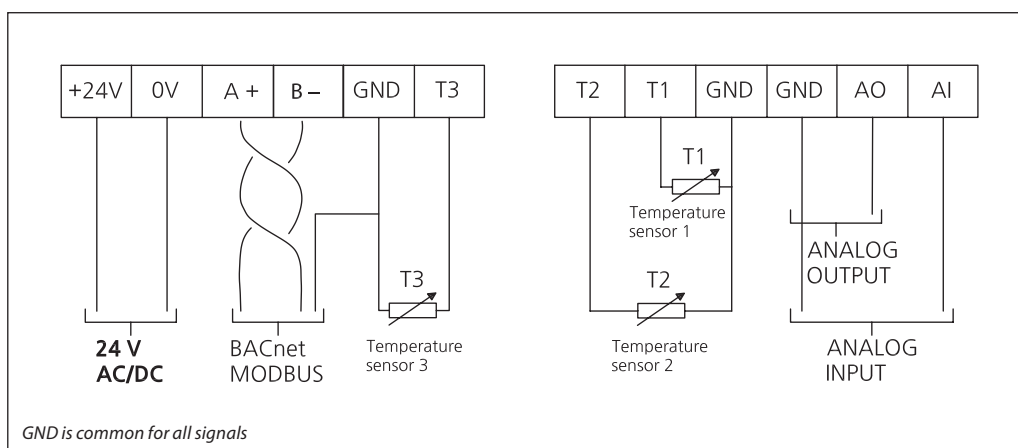 +24V 0V A + B – GND T3
T2 T1 GND GND AO AI
T1
Temperature
sensor 1
ANALOG
OUTPUT
T3
T2
24 V
AC/DC
BACnet
MODBUS
Temperature
sensor 3
Temperature
sensor 2
ANALOG
INPUT
GND is common for all signals